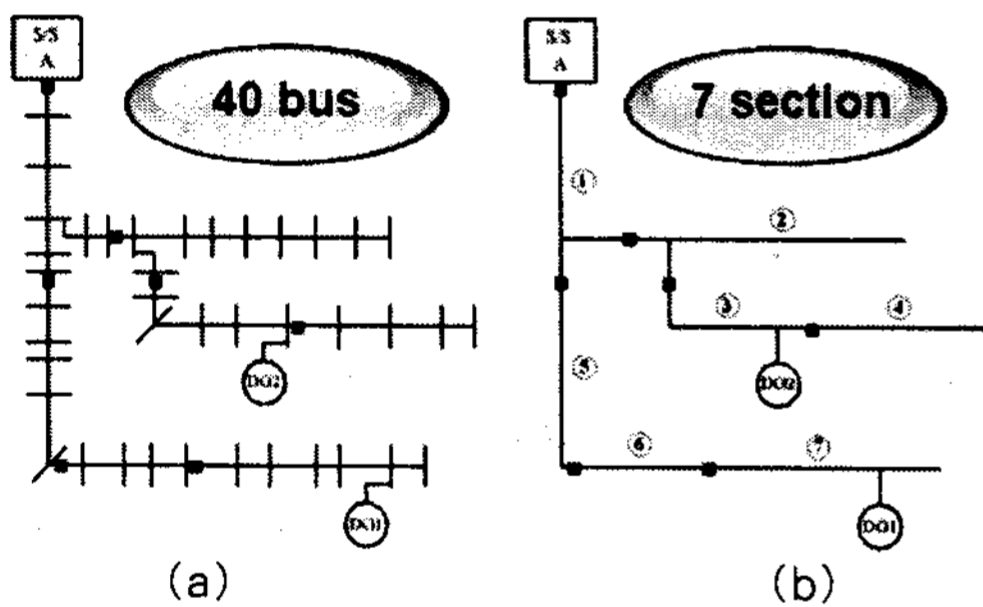 S/S
A
40 bus
DG2
DG1
(a)
S/S
A
7 section
①
②
③
④
⑤
⑥
⑦
DG2
DG1
(b)